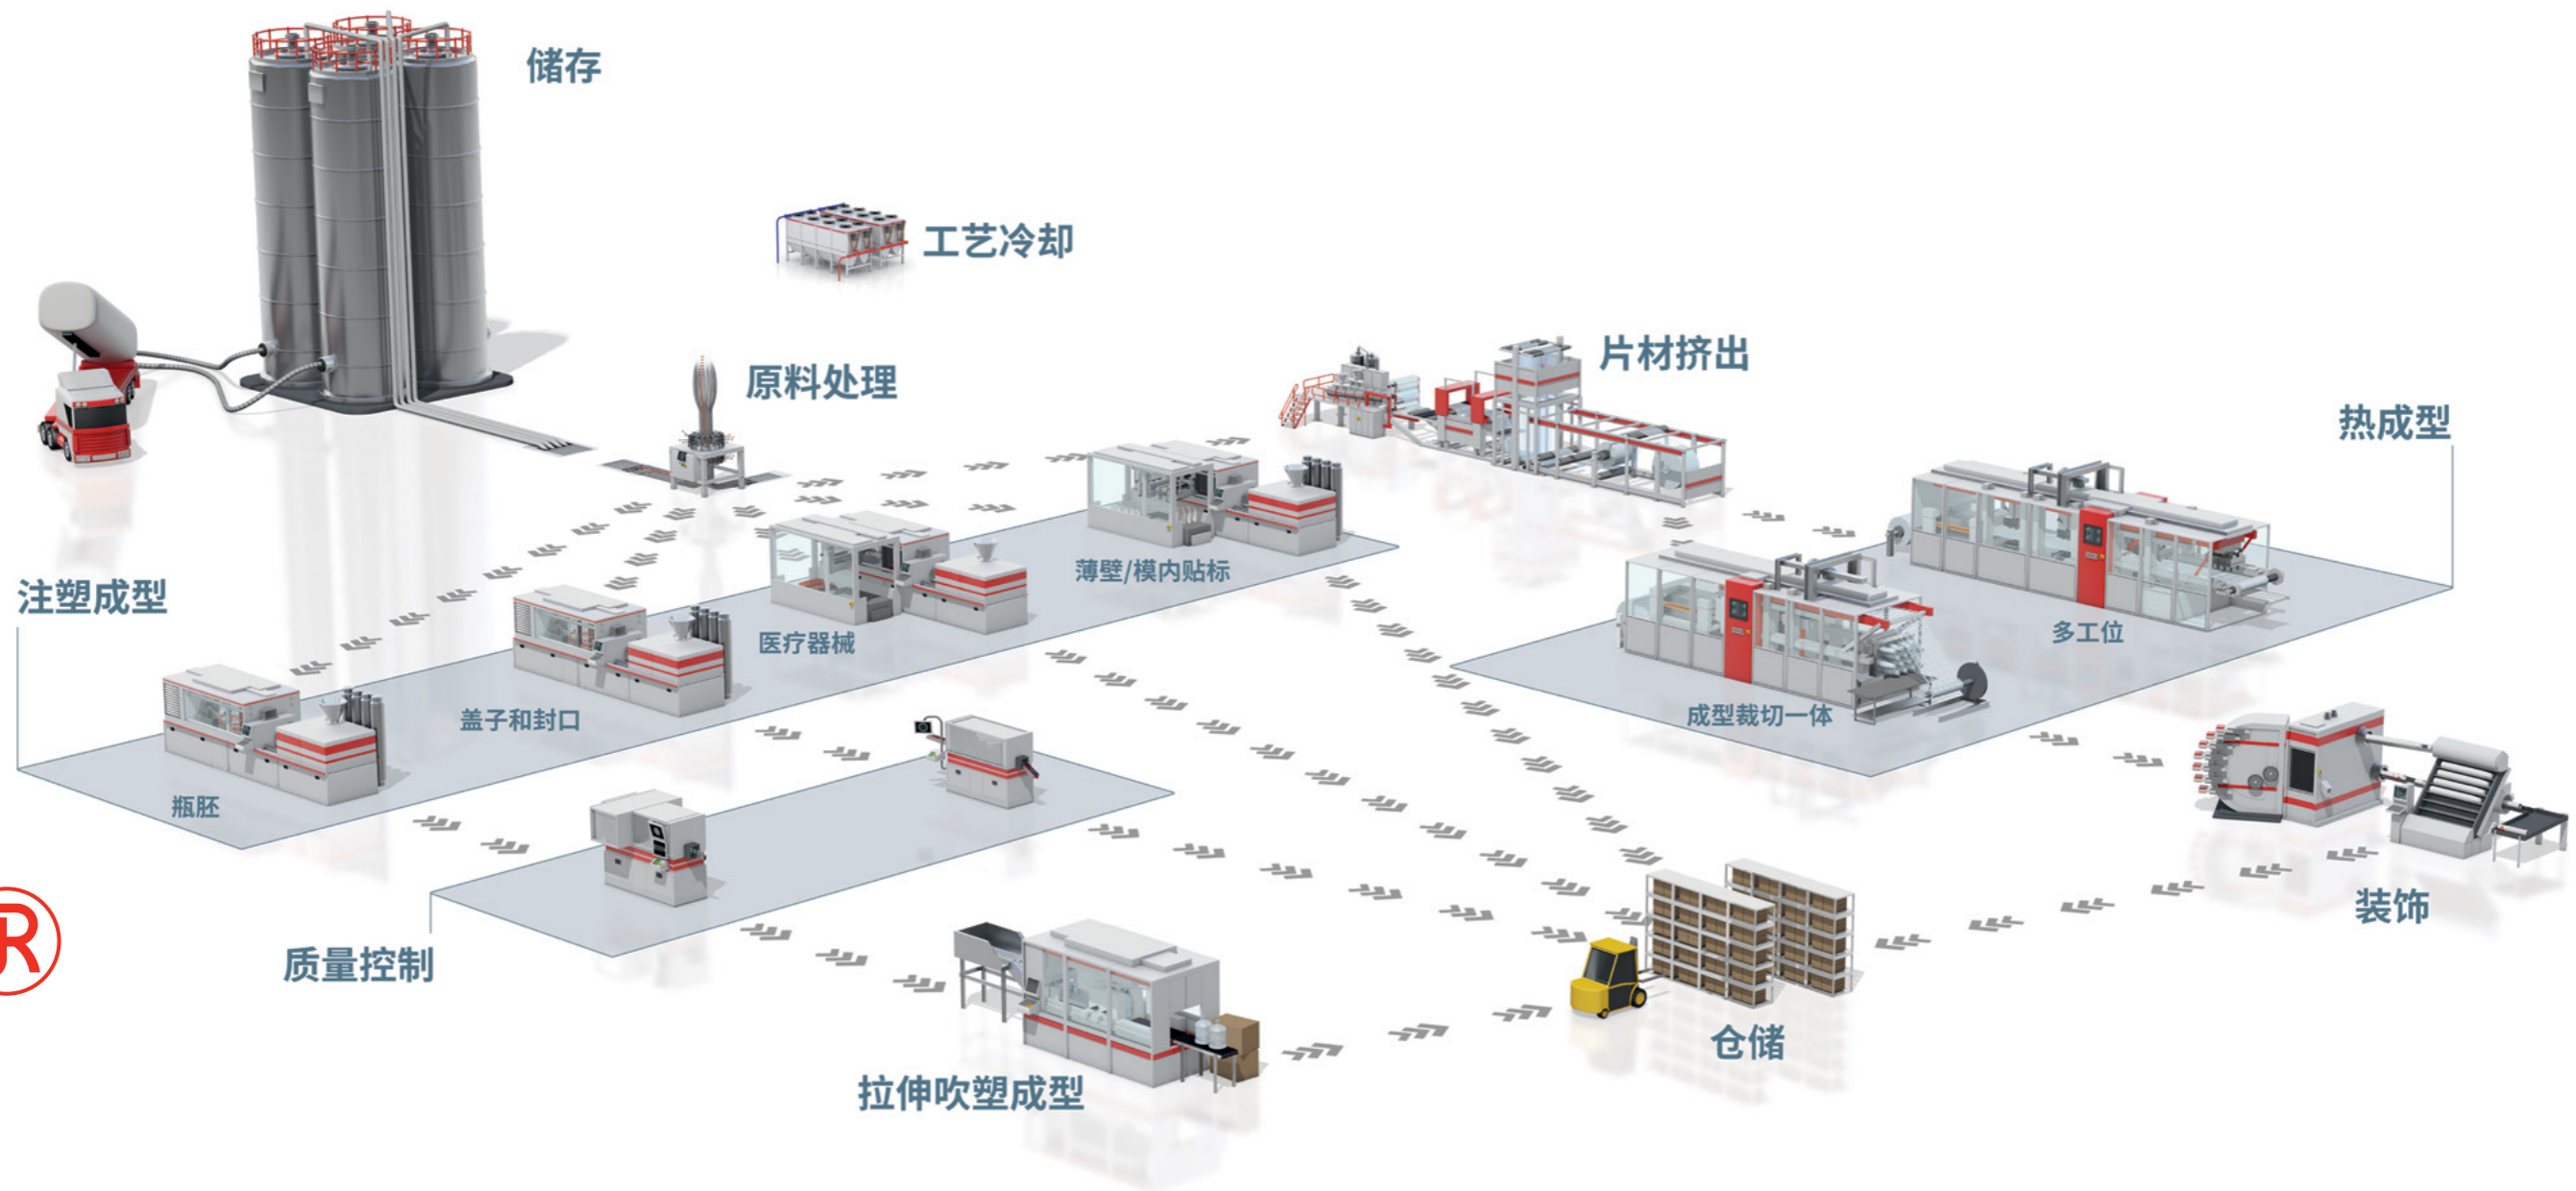 储存
工艺冷却
原料处理
片材挤出
热成型
注塑成型
薄壁/模内贴标
医疗器械
多工位
盖子和封口
成型裁切一体
瓶胚
质量控制
装饰
仓储
拉伸吹塑成型